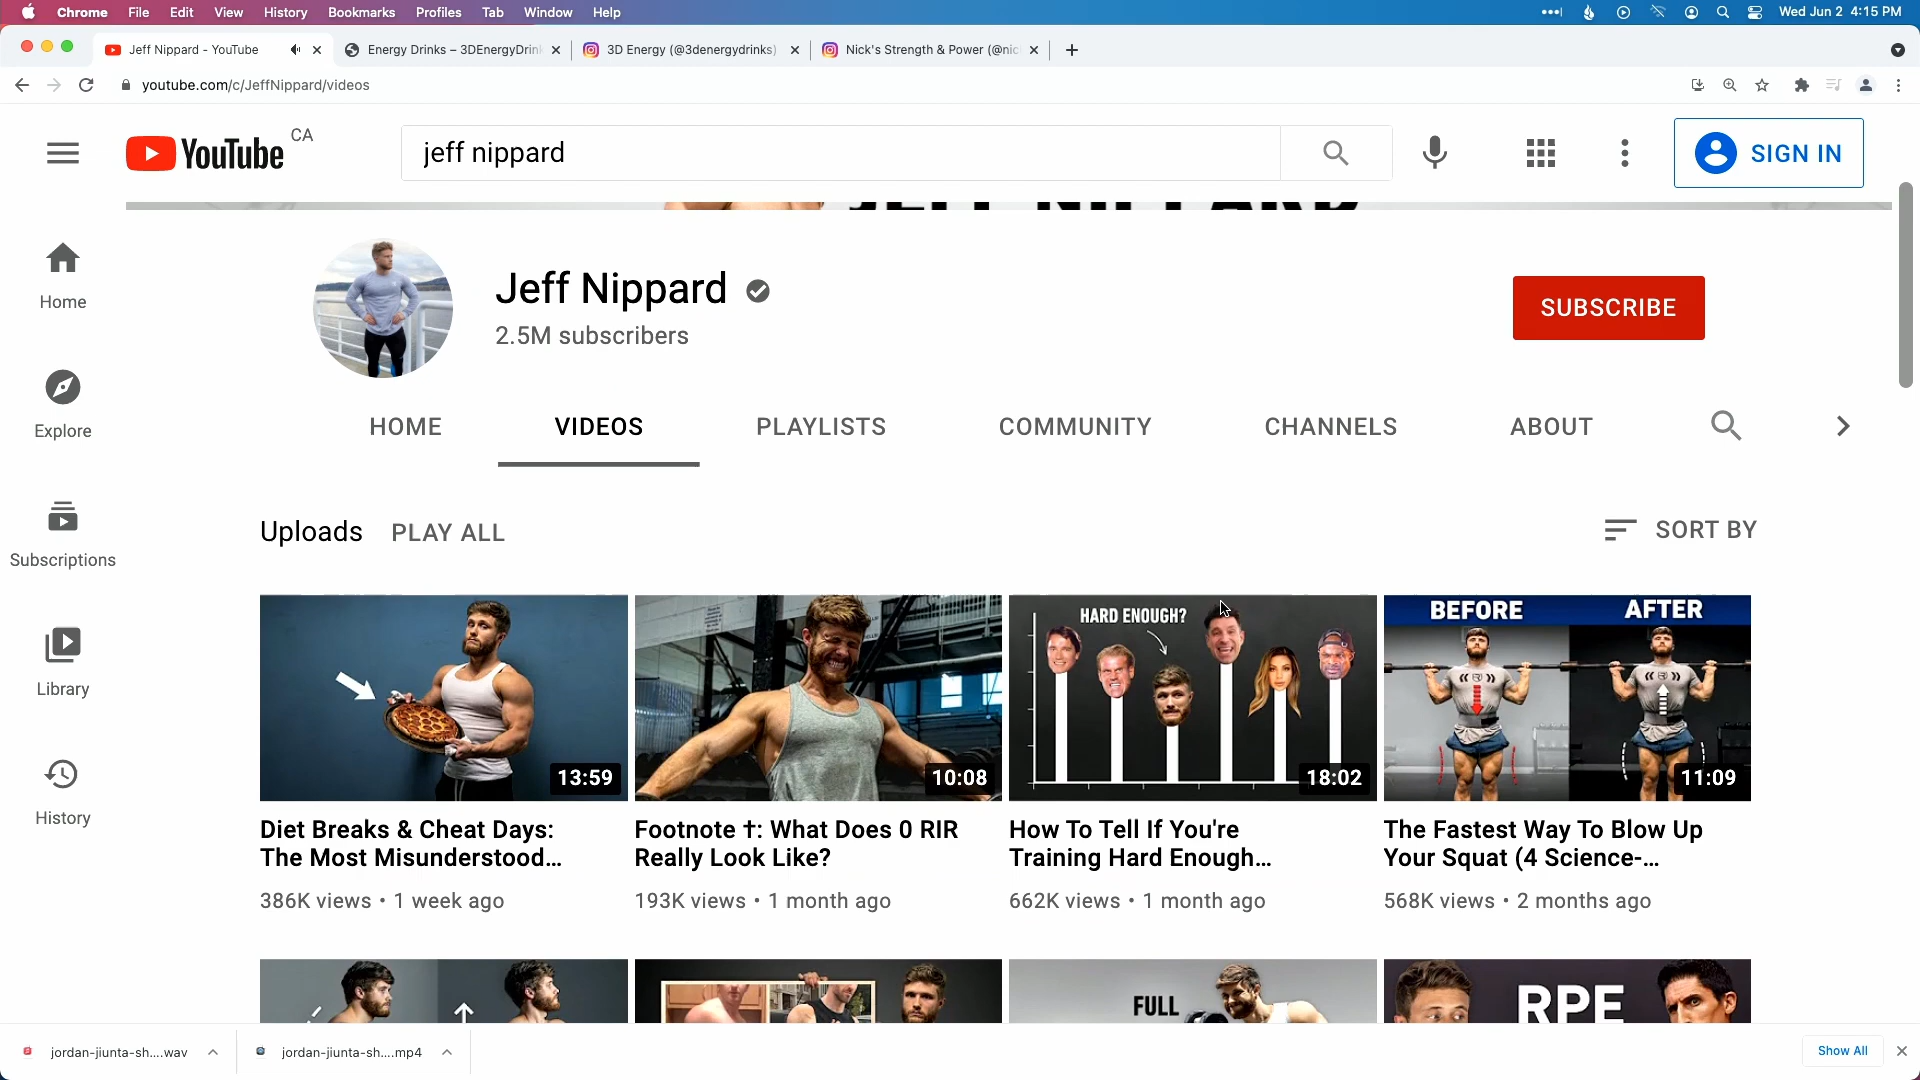 Chrome File Edit View History Bookmarks Profiles Tab Window Help
Wed Jun 2 4:15 PM
Jeff Nippard - YouTube
Energy Drinks – 3DEnergyDrin
3D Energy (@3denergydrinks)
Nick's Strength & Power (@nic
youtube.com/c/JeffNippard/videos
YouTube CA
jeff nippard
SIGN IN
Home
Explore
Subscriptions
Library
History
Jeff Nippard
2.5M subscribers
SUBSCRIBE
HOME VIDEOS PLAYLISTS COMMUNITY CHANNELS ABOUT
Uploads PLAY ALL
SORT BY
13:59
Diet Breaks & Cheat Days:
The Most Misunderstood...
386K views • 1 week ago
10:08
Footnote †: What Does 0 RIR
Really Look Like?
193K views • 1 month ago
HARD ENOUGH?
18:02
How To Tell If You're
Training Hard Enough...
662K views • 1 month ago
BEFORE AFTER
11:09
The Fastest Way To Blow Up
Your Squat (4 Science-...
568K views • 2 months ago
FULL
RPE
jordan-jiunta-sh....wav
jordan-jiunta-sh....mp4
Show All